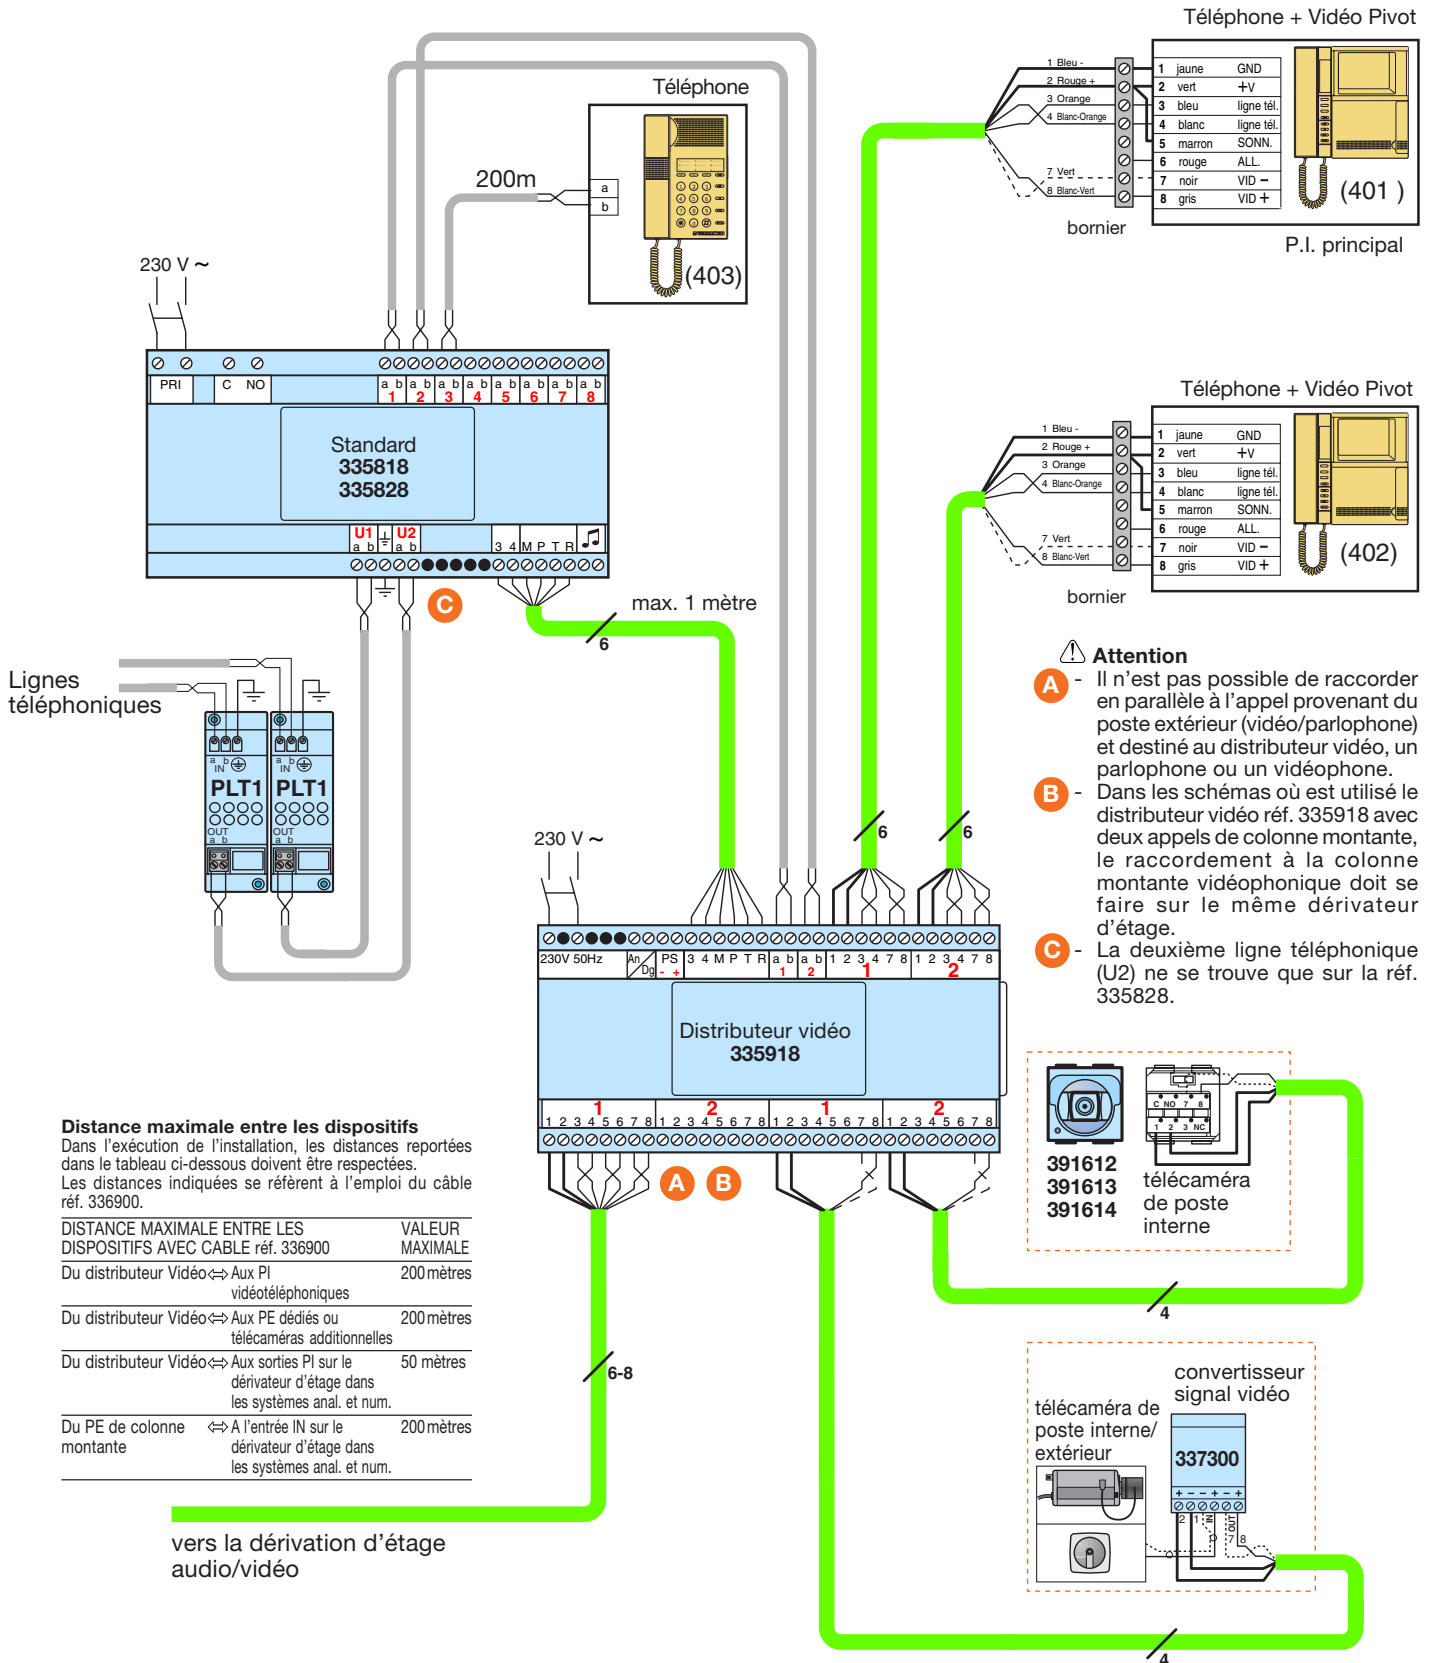 Téléphone + Vidéo Pivot
1 Bleu -
2 Rouge +
3 Orange
4 Blanc-Orange
7 Vert
8 Blanc-Vert
bornier
1 jaune GND
2 vert +V
3 bleu ligne tél.
4 blanc ligne tél.
5 marron SONN.
6 rouge ALL.
7 noir VID –
8 gris VID +
(401 )
P.I. principal
Téléphone
200m
a
b
(403)
230 V ~
PRI C NO
a b a b a b a b a b a b a b a b
1 2 3 4 5 6 7 8
Standard
335818
335828
U1 U2
a b a b 3 4 M P T R
C
max. 1 mètre
6
Téléphone + Vidéo Pivot
1 Bleu -
2 Rouge +
3 Orange
4 Blanc-Orange
7 Vert
8 Blanc-Vert
bornier
1 jaune GND
2 vert +V
3 bleu ligne tél.
4 blanc ligne tél.
5 marron SONN.
6 rouge ALL.
7 noir VID –
8 gris VID +
(402)
Lignes
téléphoniques
a b
IN
PLT1
OUT
a b
a b
IN
PLT1
OUT
a b
Attention
A - Il n'est pas possible de raccorder
en parallèle à l'appel provenant du
poste extérieur (vidéo/parlophone)
et destiné au distributeur vidéo, un
parlophone ou un vidéophone.
B - Dans les schémas où est utilisé le
distributeur vidéo réf. 335918 avec
deux appels de colonne montante,
le raccordement à la colonne
montante vidéophonique doit se
faire sur le même dérivateur
d'étage.
C - La deuxième ligne téléphonique
(U2) ne se trouve que sur la réf.
335828.
6
6
230 V ~
230V 50Hz An/Dg PS - + 3 4 M P T R a b a b 1 2 3 4 7 8 1 2 3 4 7 8
1 2 1 2
Distributeur vidéo
335918
1 2 1 2
1 2 3 4 5 6 7 8 1 2 3 4 5 6 7 8 1 2 3 4 5 6 7 8 1 2 3 4 5 6 7 8
A B
391612
391613
391614
C NO 7 8
1 2 3 NC
télécaméra
de poste
interne
4
Distance maximale entre les dispositifs
Dans l'exécution de l'installation, les distances reportées
dans le tableau ci-dessous doivent être respectées.
Les distances indiquées se réfèrent à l'emploi du câble
réf. 336900.
DISTANCE MAXIMALE ENTRE LES VALEUR
DISPOSITIFS AVEC CABLE réf. 336900 MAXIMALE
Du distributeur Vidéo ⇔ Aux PI 200 mètres
vidéotéléphoniques
Du distributeur Vidéo ⇔ Aux PE dédiés ou 200 mètres
télécaméras additionnelles
Du distributeur Vidéo ⇔ Aux sorties PI sur le 50 mètres
dérivateur d'étage dans
les systèmes anal. et num.
Du PE de colonne ⇔ A l'entrée IN sur le 200 mètres
montante dérivateur d'étage dans
les systèmes anal. et num.
6-8
vers la dérivation d'étage
audio/vidéo
convertisseur
signal vidéo
télécaméra de
poste interne/
extérieur
337300
+ – – + – +
2 1 IN OUT
7 8
4